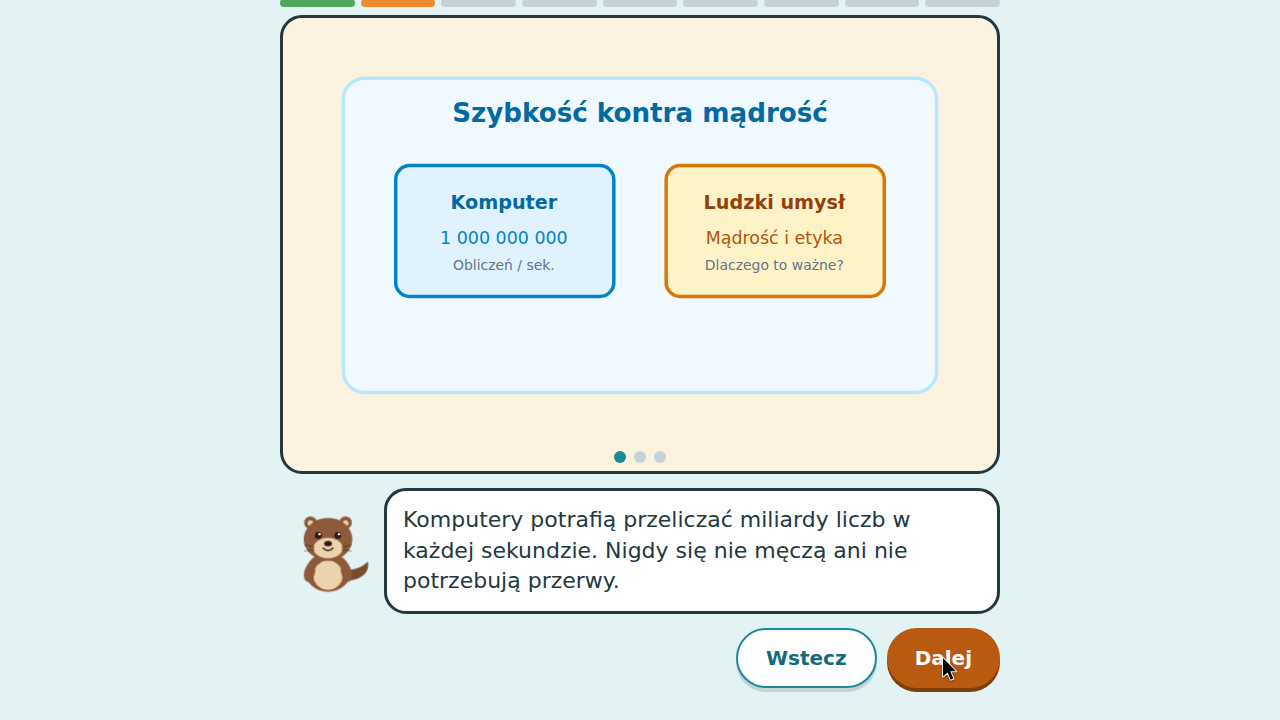 Szybkość kontra mądrość
Komputer
1 000 000 000
Obliczeń / sek.
Ludzki umysł
Mądrość i etyka
Dlaczego to ważne?
Komputery potrafią przeliczać miliardy liczb w
każdej sekundzie. Nigdy się nie męczą ani nie
potrzebują przerwy.
Wstecz
Dalej